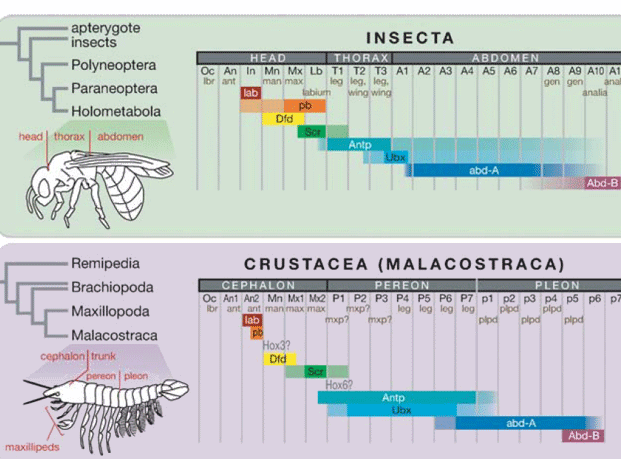 apterygote
insects
Polyneoptera
Paraneoptera
Holometabola
head thorax abdomen
INSECTA
HEAD THORAX ABDOMEN
Oc An In Mn Mx Lb T1 T2 T3 A1 A2 A3 A4 A5 A6 A7 A8 A9 A10 A1
lbr ant man max labium leg leg, wing leg, wing gen gen analia anal
lab
pb
Dfd
Scr
Antp
Ubx
abd-A
Abd-B
Remipedia
Brachiopoda
Maxillopoda
Malacostraca
cephalon trunk
pereon pleon
maxillipeds
CRUSTACEA (MALACOSTRACA)
CEPHALON PEREON PLEON
Oc An1 An2 Mn Mx1 Mx2 P1 P2 P3 P4 P5 P6 P7 p1 p2 p3 p4 p5 p6 p7
lbr ant ant man max max mxp? mxp? mxp? leg leg leg leg plpd plpd plpd plpd plpd
lab
pb
Hox3?
Dfd
Scr
Hox6?
Antp
Ubx
abd-A
Abd-B